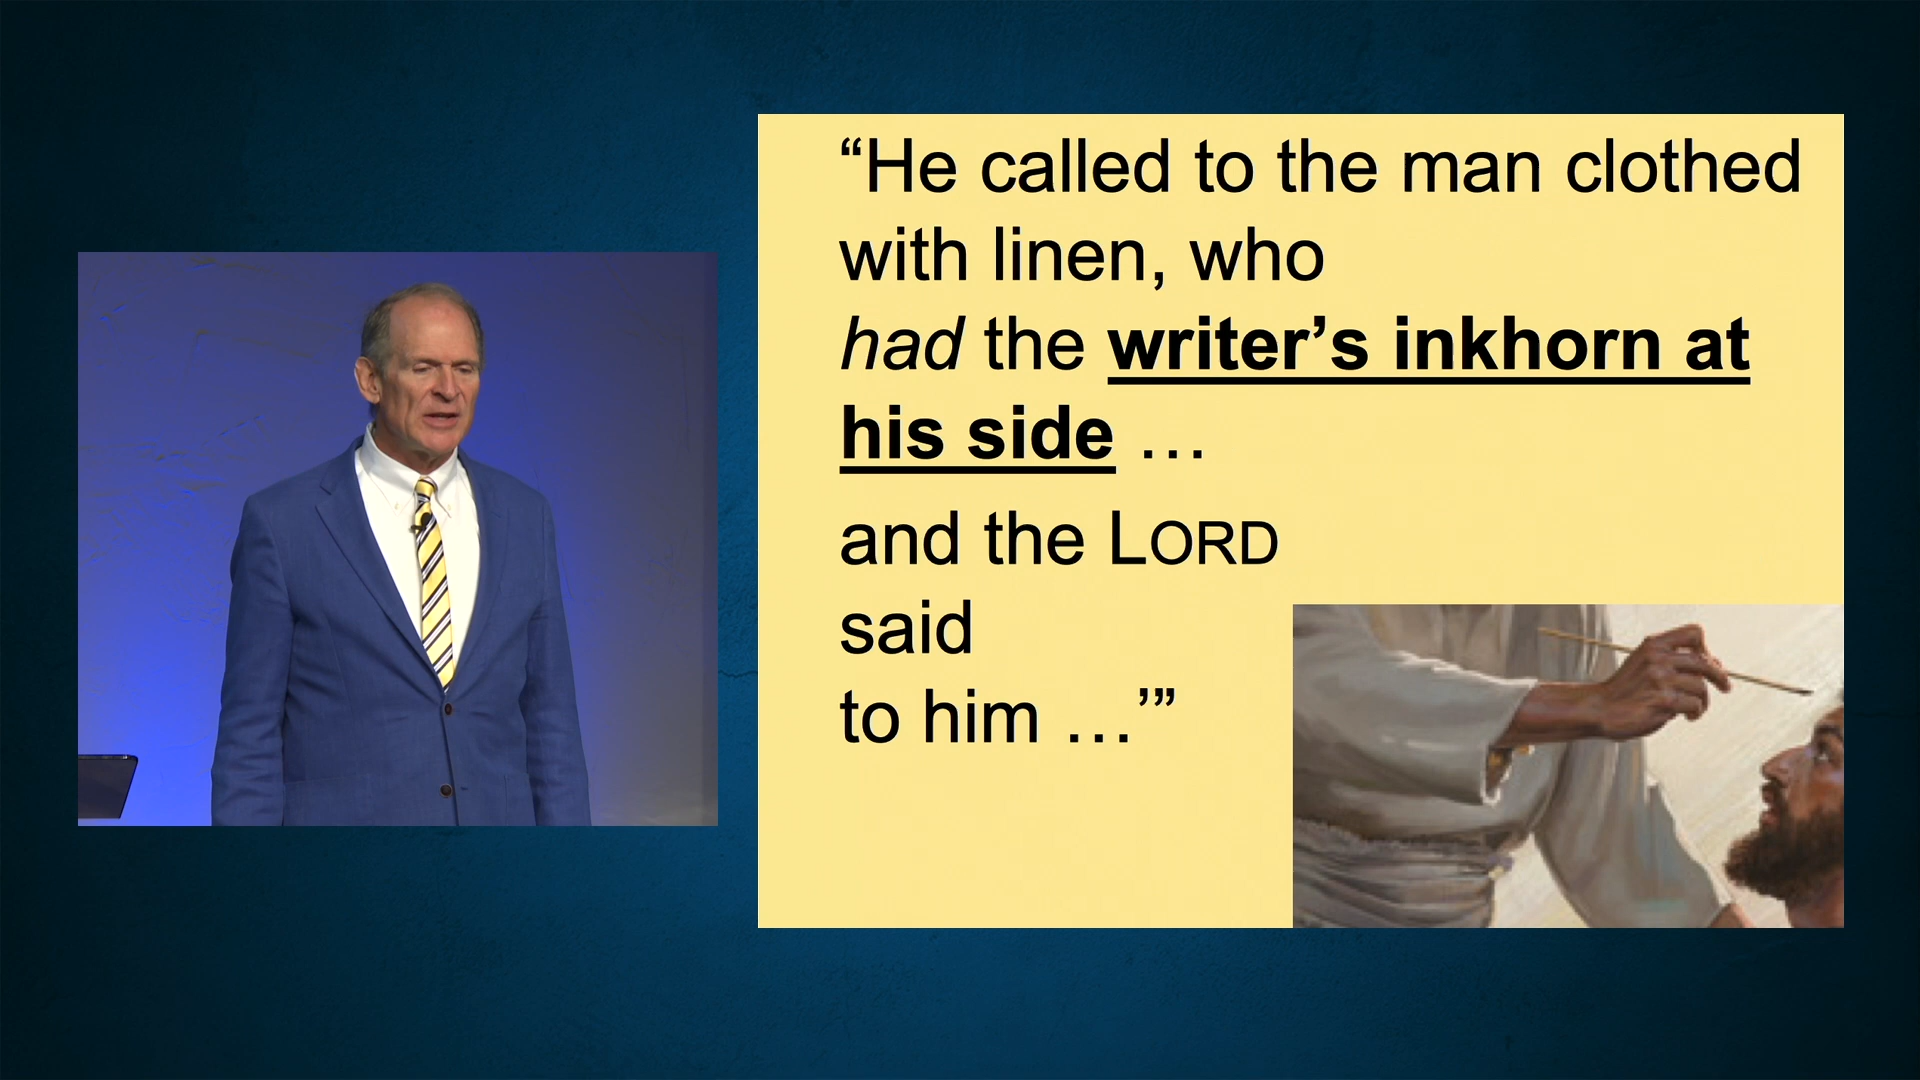 “He called to the man clothed
with linen, who
had the writer’s inkhorn at
his side …
and the LORD
said
to him …’”